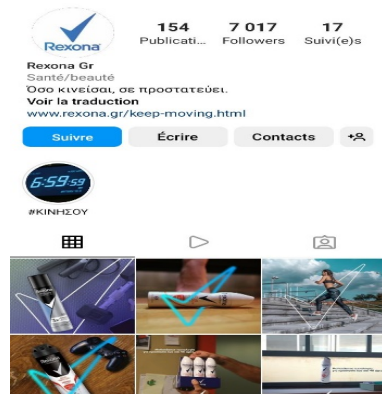 Rexona
154 7 017 17
Publicati... Followers Suivi(e)s
Rexona Gr
Santé/beauté
Όσο κινείσαι, σε προστατεύει.
Voir la traduction
www.rexona.gr/keep-moving.html
Suivre Écrire Contacts
6:59:59
#ΚΙΝΗΣΟΥ